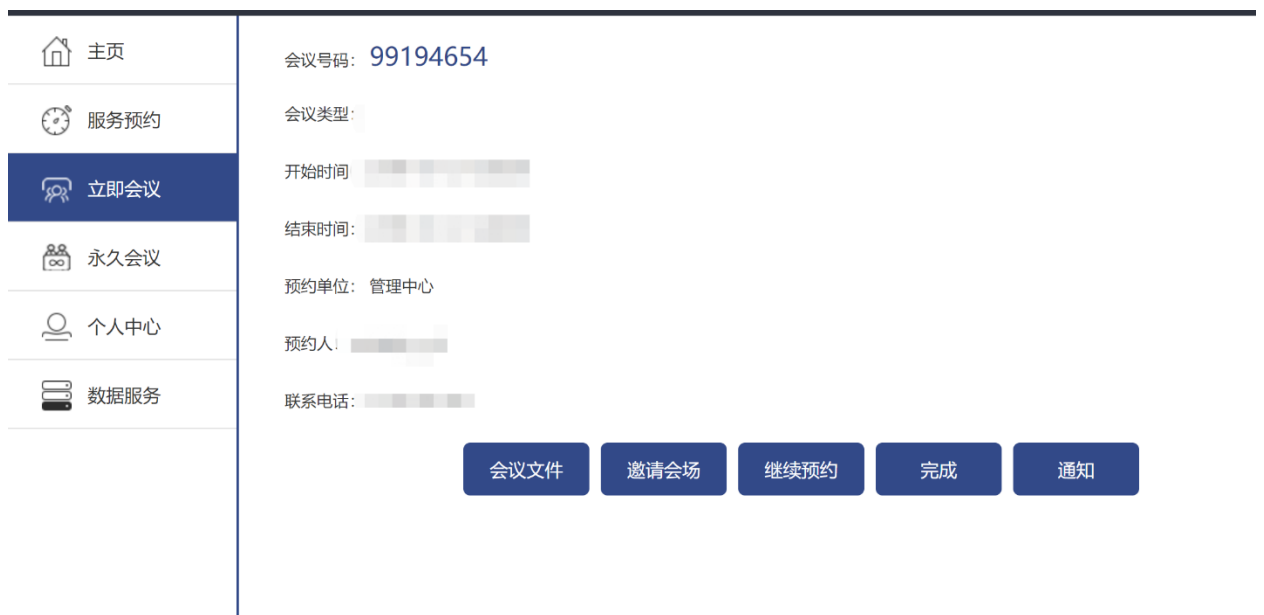 主页
服务预约
立即会议
永久会议
个人中心
数据服务
会议号码: 99194654
会议类型:
开始时间
结束时间:
预约单位: 管理中心
预约人:
联系电话:
会议文件 邀请会场 继续预约 完成 通知